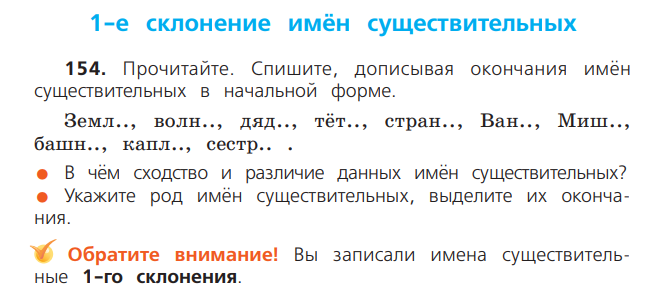 1–е склонение имён существительных
154. Прочитайте. Спишите, дописывая окончания имён
существительных в начальной форме.
Земл.., волн.., дяд.., тёт.., стран.., Ван.., Миш..,
башн.., капл.., сестр.. .
● В чём сходство и различие данных имён существительных?
● Укажите род имён существительных, выделите их оконча-
ния.
Обратите внимание! Вы записали имена существитель-
ные 1–го склонения.